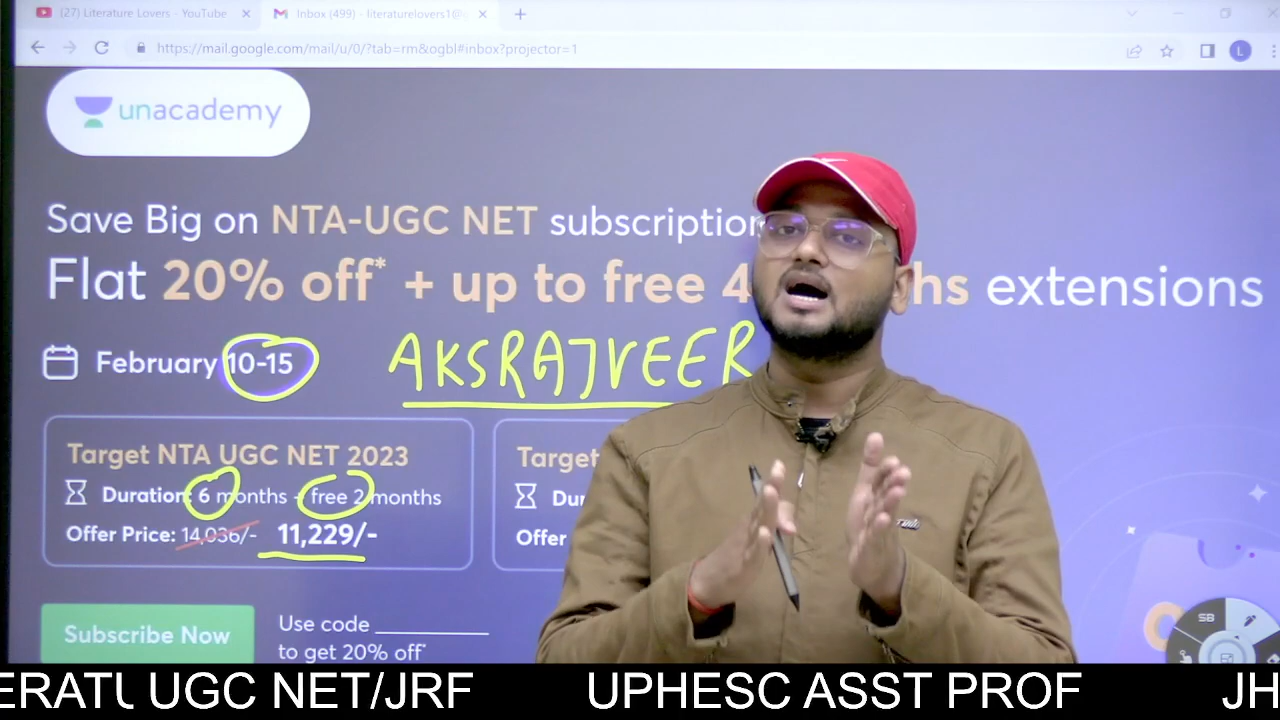 (27) Literature Lovers - YouTube
Inbox (499) - literaturelovers1@
https://mail.google.com/mail/u/0/?tab=rm&ogbl#inbox?projector=1
L
unacademy
Save Big on NTA-UGC NET subscription
Flat 20% off* + up to free 4 hs extensions
February 10-15
AKSRAJVEER
Target NTA UGC NET 2023
Duration: 6 months + free 2 months
Offer Price: 14,036/- 11,229/-
Target
Dur
Offer
Subscribe Now
Use code
to get 20% off*
SB
ERATU UGC NET/JRF UPHESC ASST PROF JH